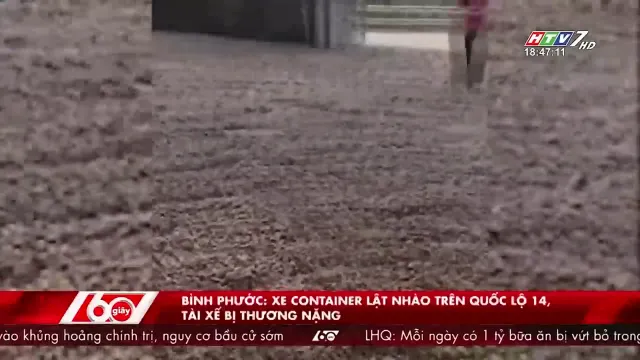 HTV7 HD
18:47:11
60 giây
BÌNH PHƯỚC: XE CONTAINER LẬT NHÀO TRÊN QUỐC LỘ 14,
TÀI XẾ BỊ THƯƠNG NẶNG
vào khủng hoảng chính trị, nguy cơ bầu cử sớm 60 giây LHQ: Mỗi ngày có 1 tỷ bữa ăn bị vứt bỏ trong